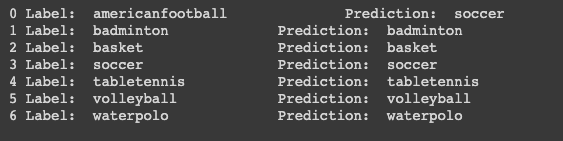 0 Label:  americanfootball              Prediction:  soccer
1 Label:  badminton             Prediction:  badminton
2 Label:  basket                Prediction:  basket
3 Label:  soccer                Prediction:  soccer
4 Label:  tabletennis           Prediction:  tabletennis
5 Label:  volleyball            Prediction:  volleyball
6 Label:  waterpolo             Prediction:  waterpolo